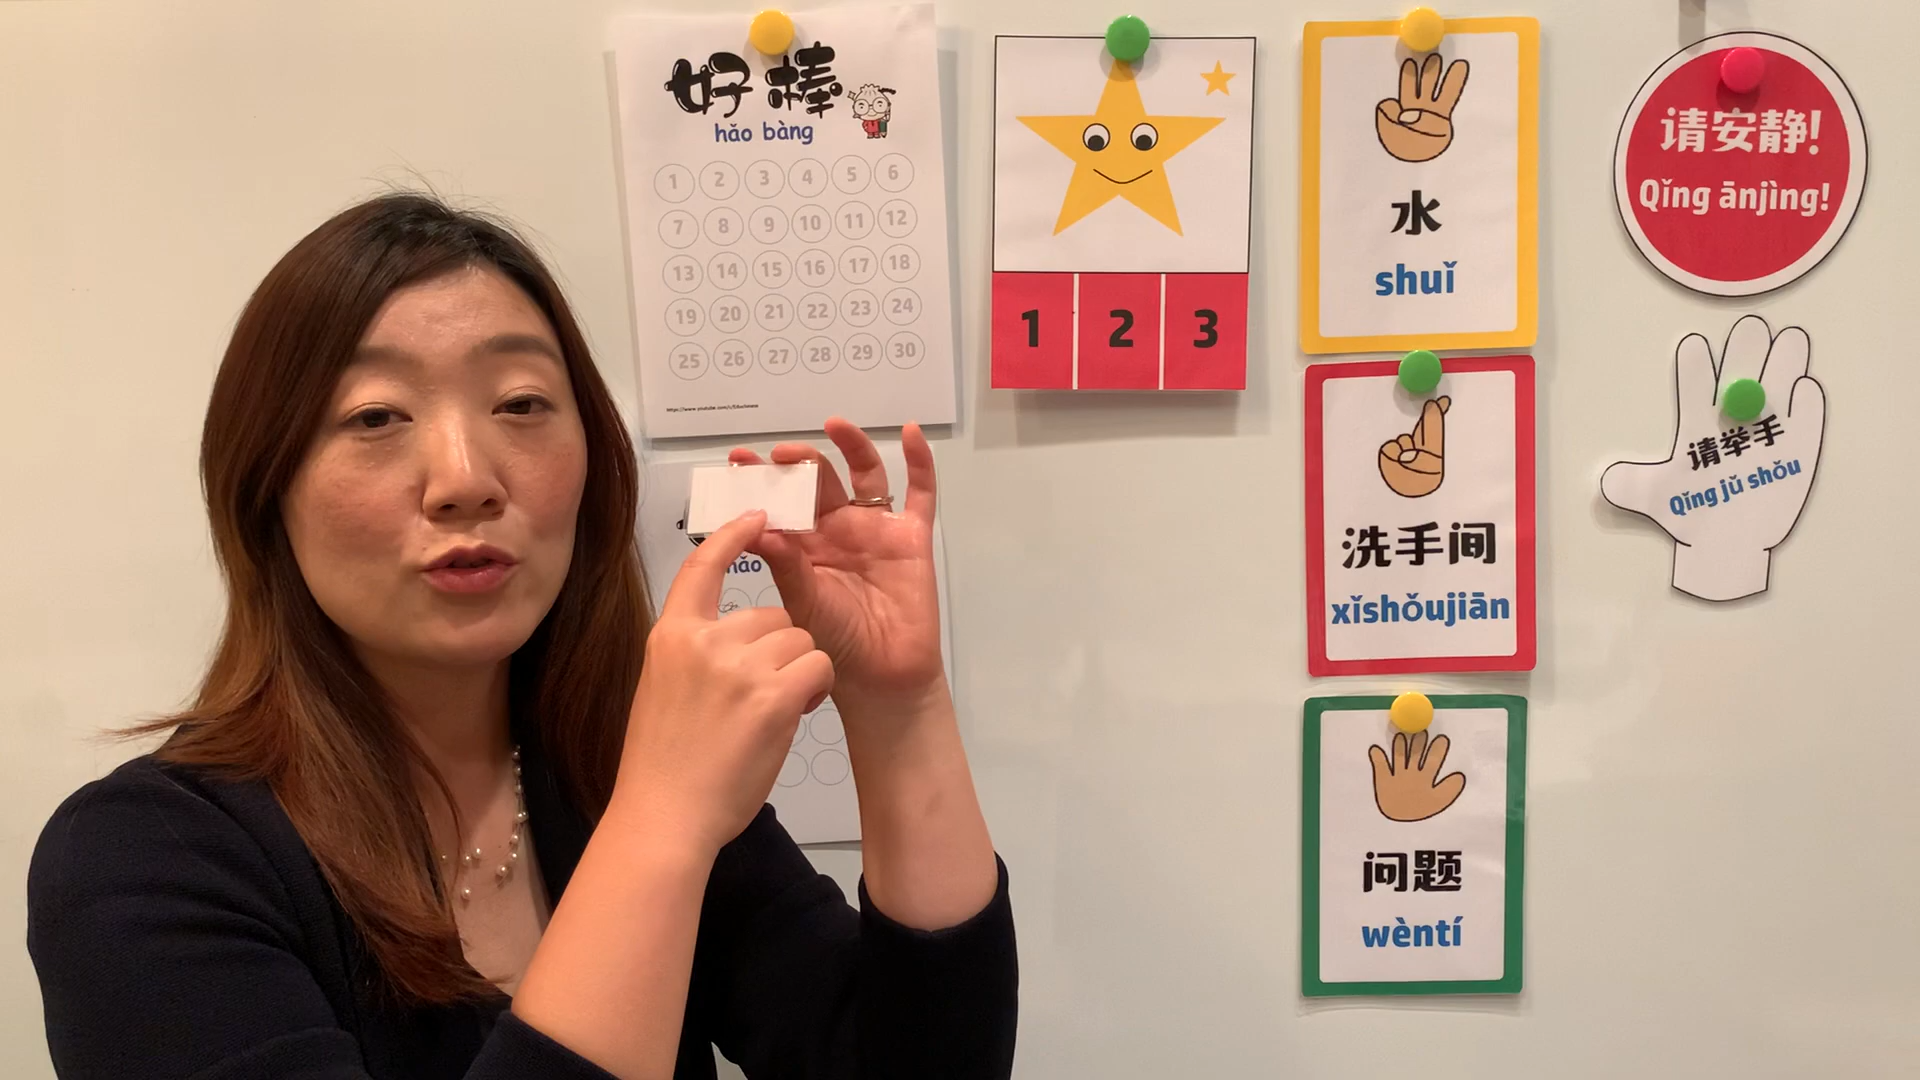 好棒
hǎo bàng
1 2 3 4 5 6
7 8 9 10 11 12
13 14 15 16 17 18
19 20 21 22 23 24
25 26 27 28 29 30
hǎo
1 2 3
水
shuǐ
洗手间
xǐshǒujiān
问题
wèntí
请安静!
Qǐng ānjìng!
请举手
Qǐng jǔ shǒu